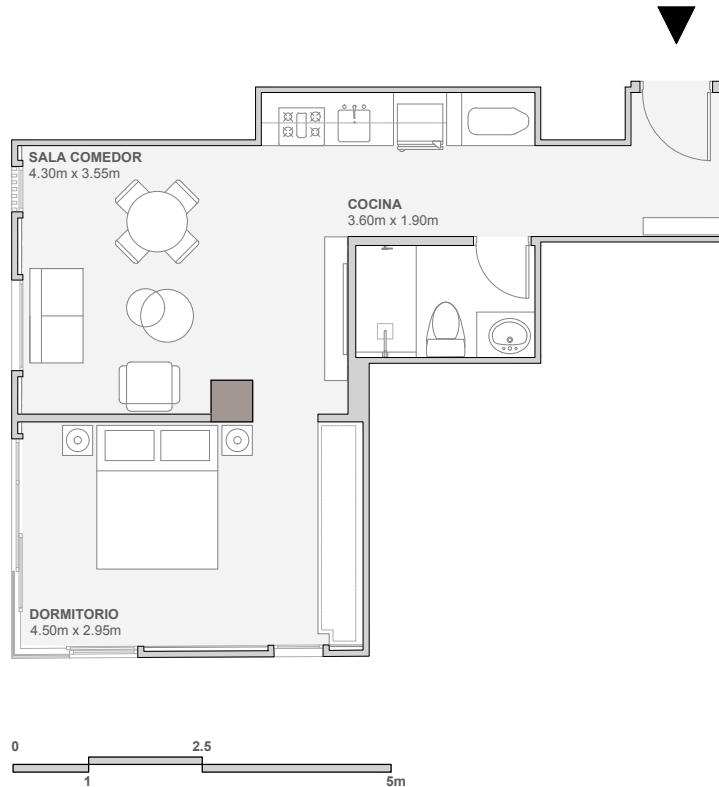 SALA COMEDOR
4.30m x 3.55m
COCINA
3.60m x 1.90m
DORMITORIO
4.50m x 2.95m
0
2.5
1
5m